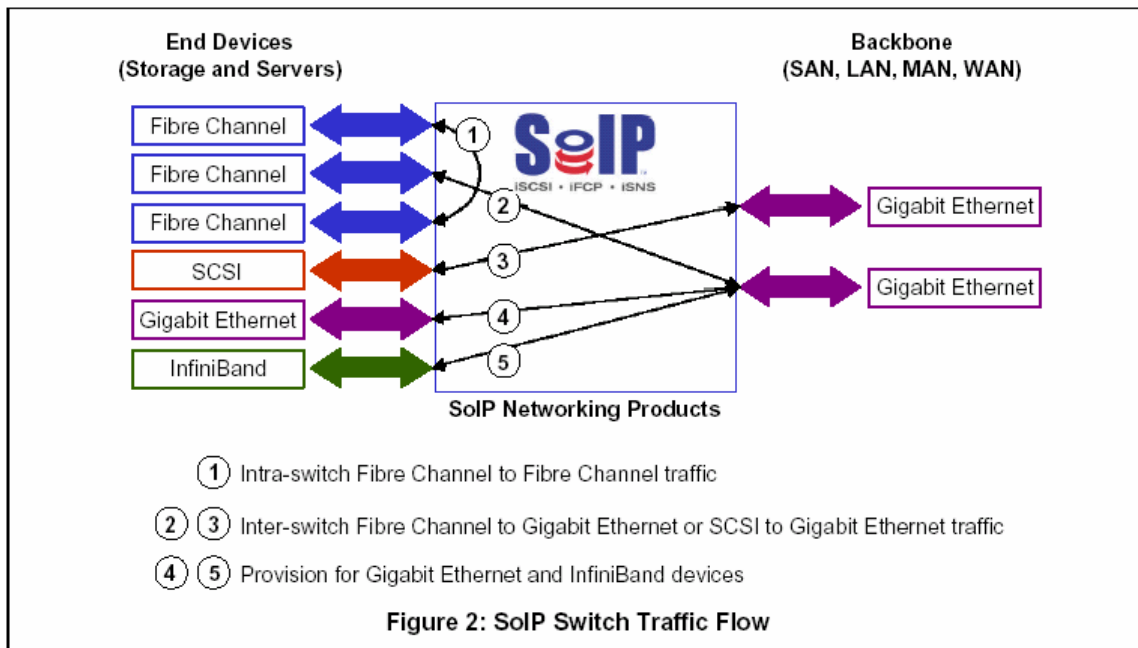 End Devices
(Storage and Servers)
Backbone
(SAN, LAN, MAN, WAN)
Fibre Channel
Fibre Channel
Fibre Channel
SCSI
Gigabit Ethernet
InfiniBand
1
2
3
4
5
SoIP
iSCSI • iFCP • iSNS
Gigabit Ethernet
Gigabit Ethernet
SoIP Networking Products
1 Intra-switch Fibre Channel to Fibre Channel traffic
2 3 Inter-switch Fibre Channel to Gigabit Ethernet or SCSI to Gigabit Ethernet traffic
4 5 Provision for Gigabit Ethernet and InfiniBand devices
Figure 2: SoIP Switch Traffic Flow